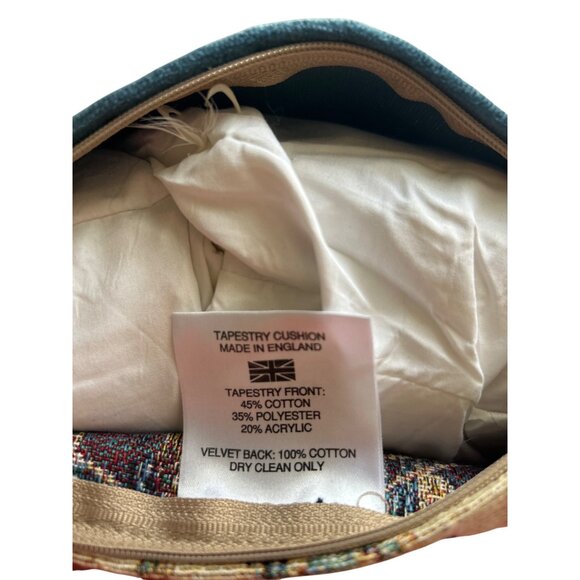 TAPESTRY CUSHION
MADE IN ENGLAND
TAPESTRY FRONT:
45% COTTON
35% POLYESTER
20% ACRYLIC
VELVET BACK: 100% COTTON
DRY CLEAN ONLY